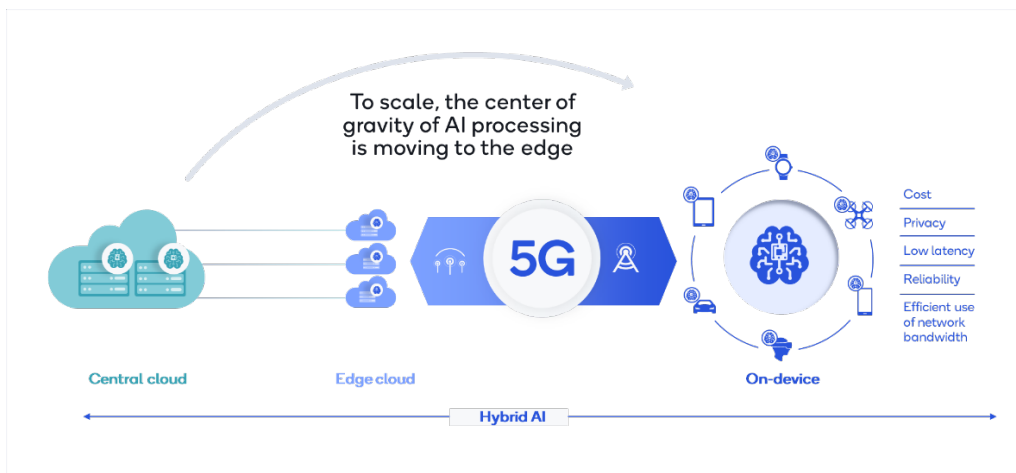 To scale, the center of
gravity of AI processing
is moving to the edge
5G
Cost
Privacy
Low latency
Reliability
Efficient use
of network
bandwidth
Central cloud
Edge cloud
On-device
Hybrid AI